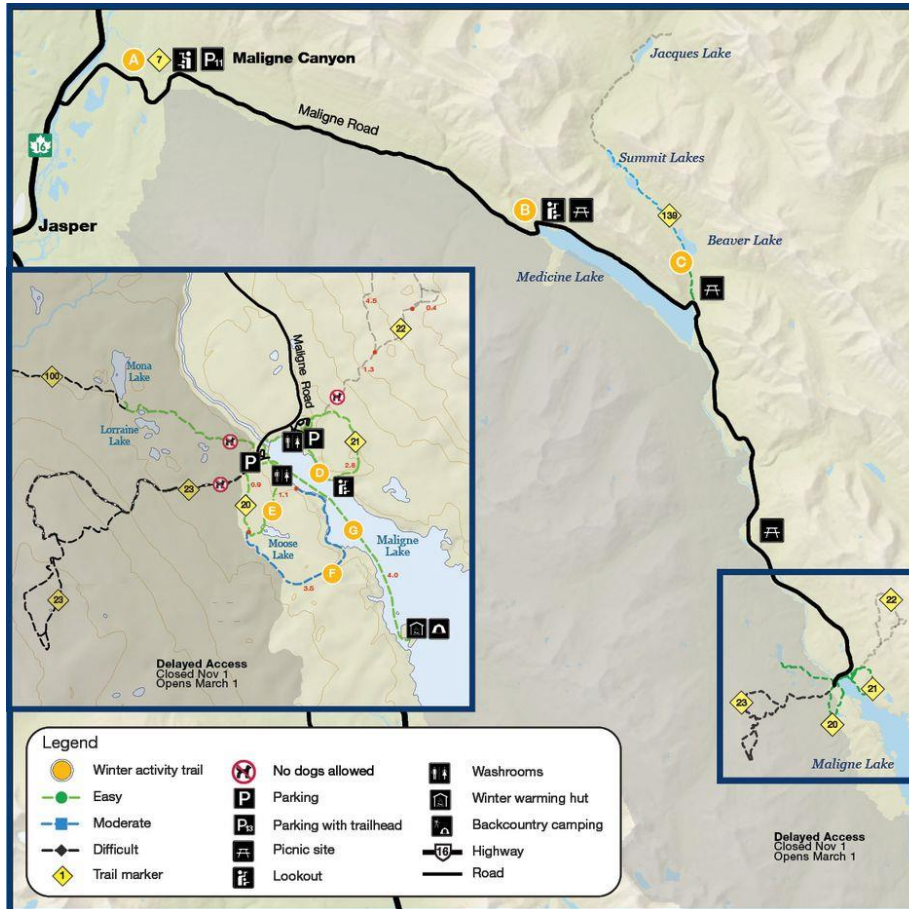 Jacques Lake
A
7
P11
Maligne Canyon
Maligne Road
16
Summit Lakes
139
Jasper
B
Beaver Lake
C
Medicine Lake
4.5
0.4
22
Maligne Road
1.3
100
Mona
Lake
Lorraine
Lake
P
21
P
2.8
D
23
0.9
1.1
20
E
G
Moose
Lake
Maligne
Lake
F
4.0
3.5
23
Delayed Access
Closed Nov 1
Opens March 1
22
23
21
20
Maligne Lake
Delayed Access
Closed Nov 1
Opens March 1
Legend
Winter activity trail
No dogs allowed
Washrooms
Easy
P
Parking
Winter warming hut
Moderate
P13
Parking with trailhead
Backcountry camping
Difficult
Picnic site
16
Highway
1
Trail marker
Lookout
Road